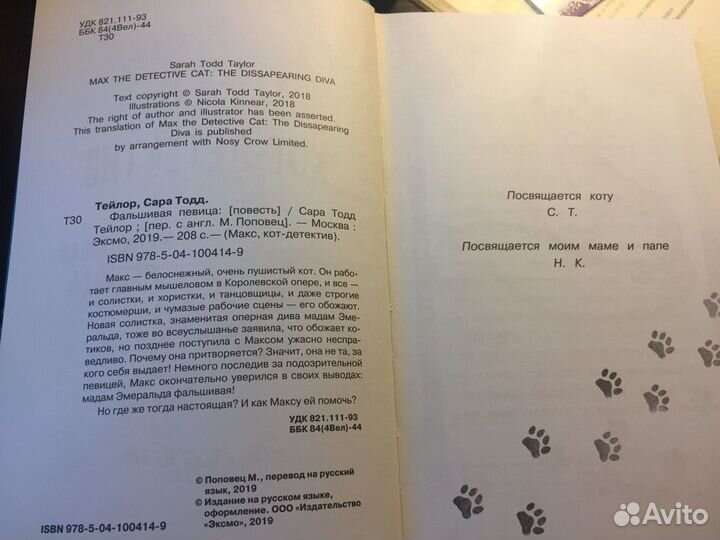 УДК 821.111-93
ББК 84(4Вел)-44
Т30
Sarah Todd Taylor
MAX THE DETECTIVE CAT: THE DISSAPEARING DIVA
Text copyright © Sarah Todd Taylor, 2018
Illustrations © Nicola Kinnear, 2018
The right of author and illustrator has been asserted.
This translation of Max the Detective Cat: The Dissapearing
Diva is published
by arrangement with Nosy Crow Limited.
Тейлор, Сара Тодд.
Т30 Фальшивая певица: [повесть] / Сара Тодд
Тейлор ; [пер. с англ. М. Поповец]. — Москва :
Эксмо, 2019.— 208 с.— (Макс, кот-детектив).
ISBN 978-5-04-100414-9
Макс — белоснежный, очень пушистый кот. Он рабо-
тает главным мышеловом в Королевской опере, и все —
и солистки, и хористки, и танцовщицы, и даже строгие
костюмерши, и чумазые рабочие сцены — его обожают.
Новая солистка, знаменитая оперная дива мадам Эме-
ральда, тоже во всеуслышанье заявила, что обожает ко-
тиков, но позднее поступила с Максом ужасно неспра-
ведливо. Почему она притворяется? Значит, она не та, за
кого себя выдает! Немного последив за подозрительной
певицей, Макс окончательно уверился в своих выводах:
мадам Эмеральда фальшивая!
Но где же тогда настоящая? И как Максу ей помочь?
УДК 821.111-93
ББК 84(4Вел)-44
© Поповец М., перевод на русский
язык, 2019
© Издание на русском языке,
оформление. ООО «Издательство
«Эксмо», 2019
ISBN 978-5-04-100414-9
Посвящается коту
С. Т.
Посвящается моим маме и папе
Н. К.
Avito